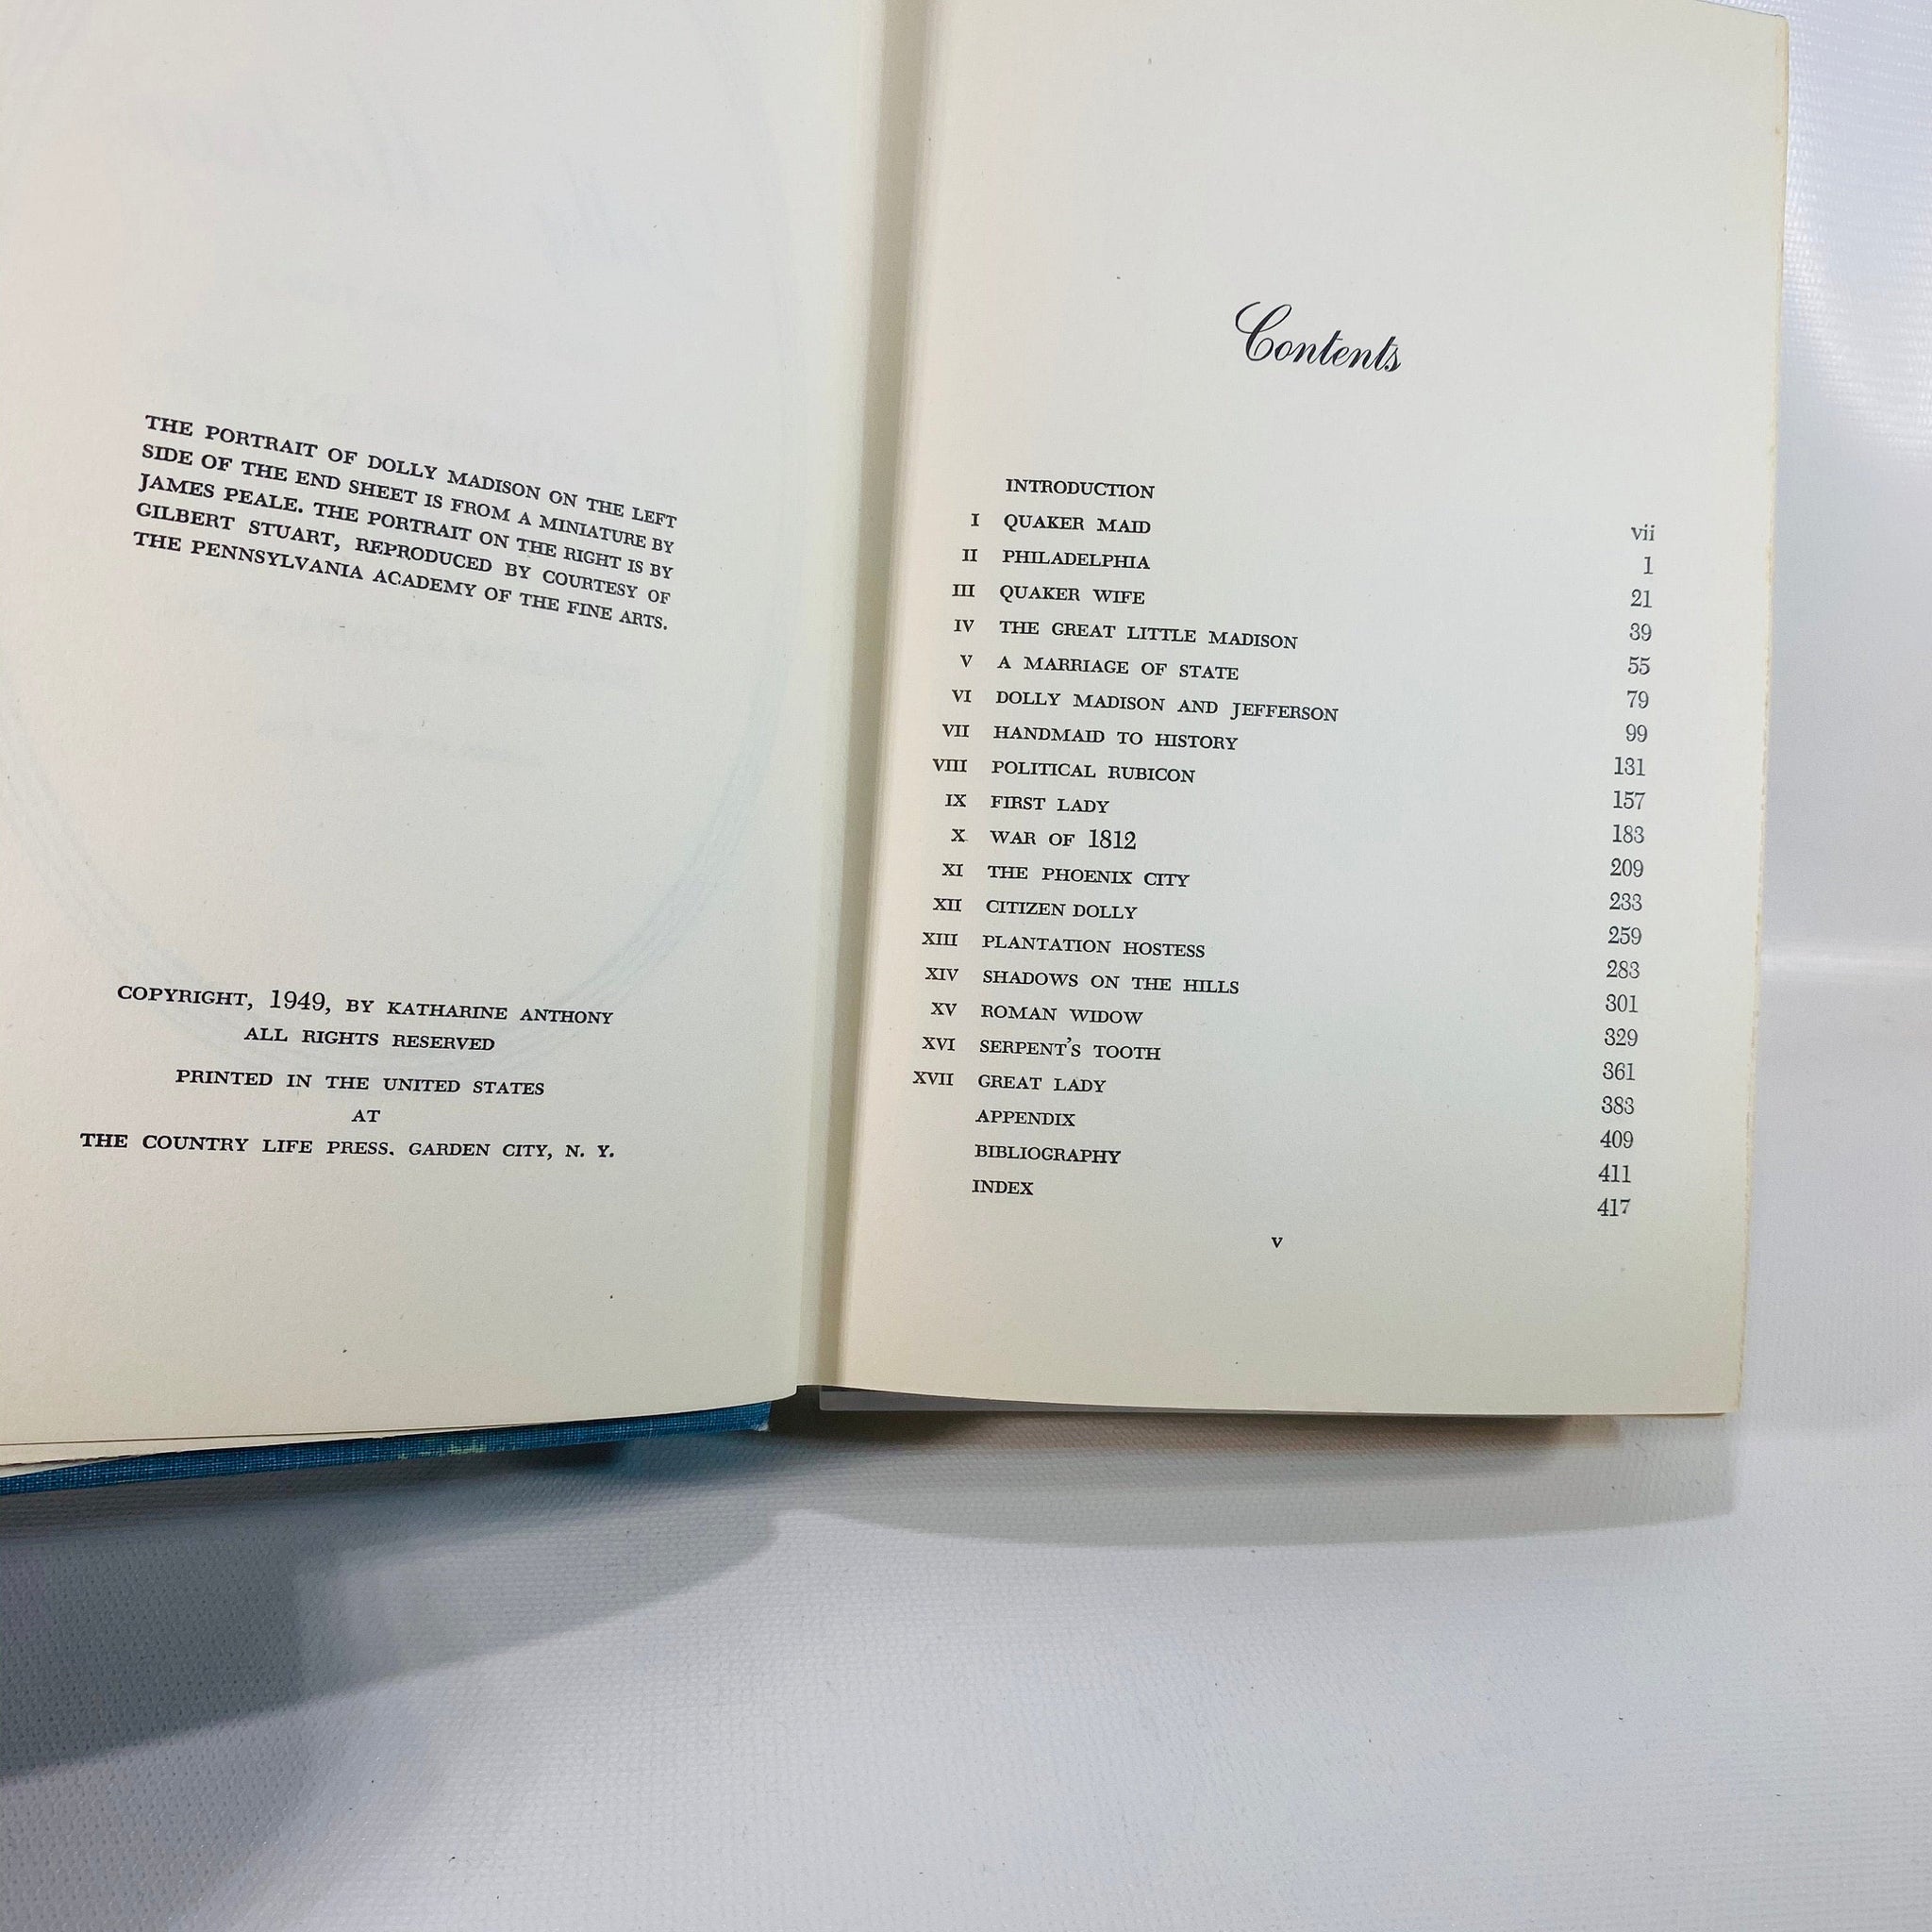 THE PORTRAIT OF DOLLY MADISON ON THE LEFT
SIDE OF THE END SHEET IS FROM A MINIATURE BY
JAMES PEALE. THE PORTRAIT ON THE RIGHT IS BY
GILBERT STUART, REPRODUCED BY COURTESY OF
THE PENNSYLVANIA ACADEMY OF THE FINE ARTS.
COPYRIGHT, 1949, BY KATHARINE ANTHONY
ALL RIGHTS RESERVED
PRINTED IN THE UNITED STATES
AT
THE COUNTRY LIFE PRESS. GARDEN CITY, N. Y.
Contents
INTRODUCTION vii
I QUAKER MAID 1
II PHILADELPHIA 21
III QUAKER WIFE 39
IV THE GREAT LITTLE MADISON 55
V A MARRIAGE OF STATE 79
VI DOLLY MADISON AND JEFFERSON 99
VII HANDMAID TO HISTORY 131
VIII POLITICAL RUBICON 157
IX FIRST LADY 183
X WAR OF 1812 209
XI THE PHOENIX CITY 233
XII CITIZEN DOLLY 259
XIII PLANTATION HOSTESS 283
XIV SHADOWS ON THE HILLS 301
XV ROMAN WIDOW 329
XVI SERPENT'S TOOTH 361
XVII GREAT LADY 383
APPENDIX 409
BIBLIOGRAPHY 411
INDEX 417
v